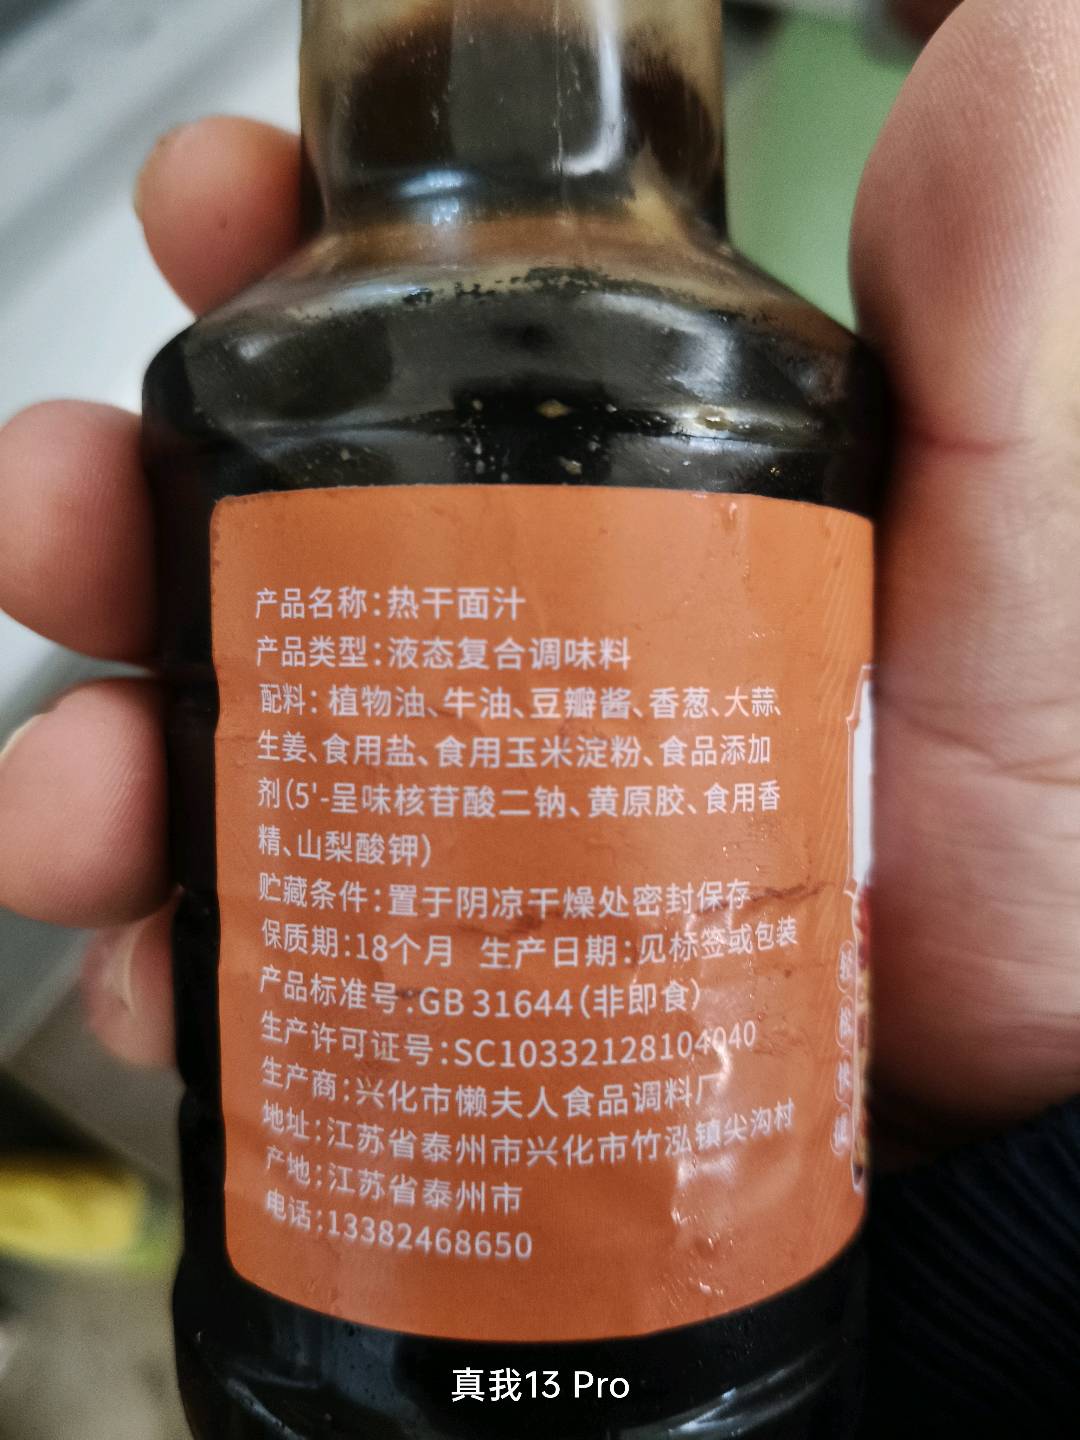 产品名称:热干面汁
产品类型:液态复合调味料
配料:植物油、牛油、豆瓣酱、香葱、大蒜、
生姜、食用盐、食用玉米淀粉、食品添加
剂(5'-呈味核苷酸二钠、黄原胶、食用香
精、山梨酸钾)
贮藏条件:置于阴凉干燥处密封保存
保质期:18个月 生产日期:见标签或包装
产品标准号:GB 31644(非即食)
生产许可证号:SC10332128104040
生产商:兴化市懒夫人食品调料厂
地址:江苏省泰州市兴化市竹泓镇尖沟村
产地:江苏省泰州市
电话:13382468650
真我13 Pro